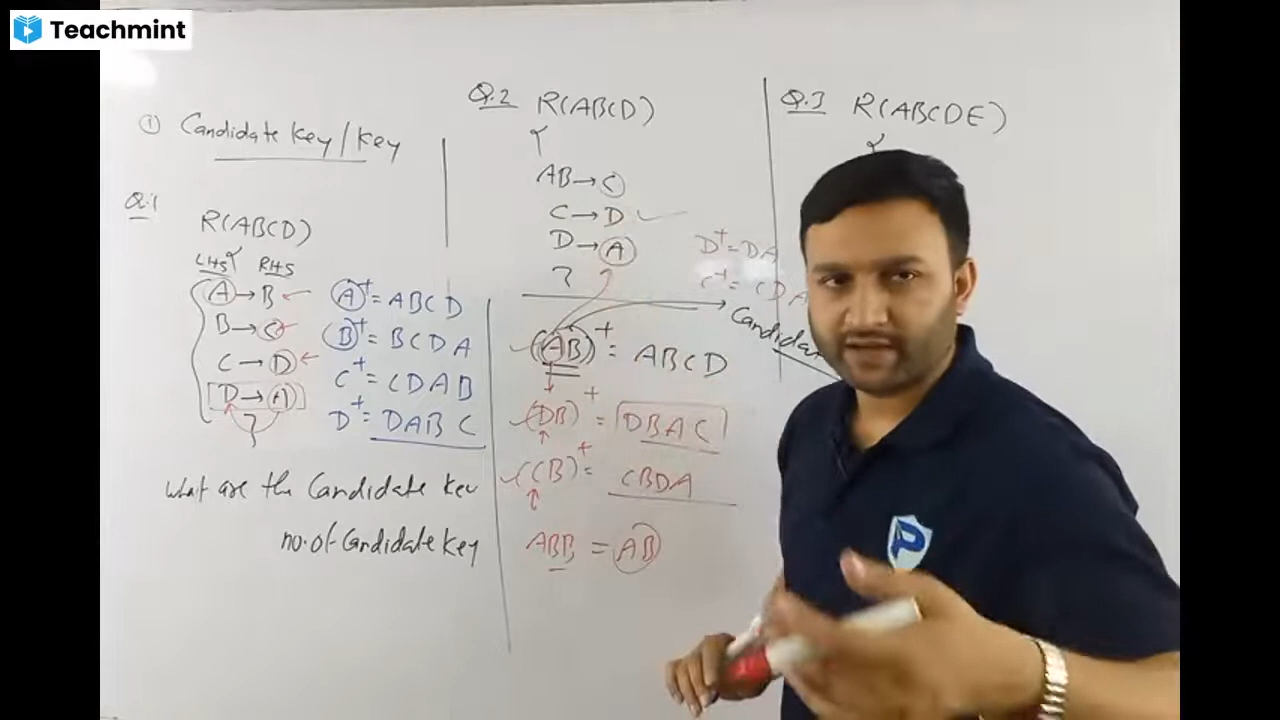 Teachmint
① Candidate Key/Key
Q.1
R(ABCD)
LHS RHS
{ A→B
B→C
C→D
[D→A]
}
A⁺= ABCD
B⁺= BCDA
C⁺= CDAB
D⁺= DABC
What are the Candidate Key
no. of Candidate Key
Q.2 R(ABCD)
{
AB→C
C→D
D→A
}
D⁺= DA
C⁺= CDA
(AB)⁺= ABCD
(DB)⁺= DBAC
(CB)⁺= CBDA
ABB = AB
Q.3 R(ABCDE)
{